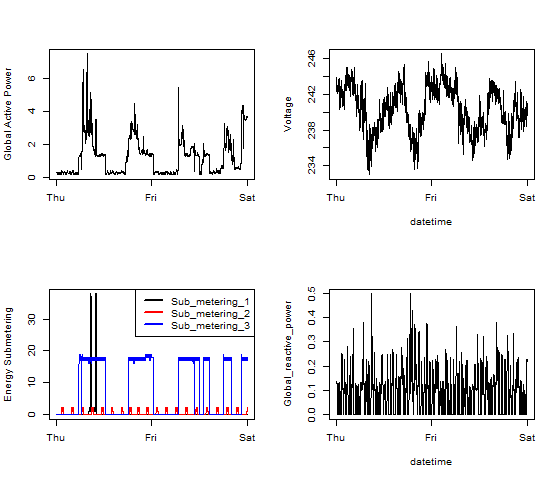 Global Active Power
6
4
2
0
Thu
Fri
Sat
Voltage
246
242
238
234
Thu
Fri
Sat
datetime
Energy Submetering
30
20
10
0
Sub_metering_1
Sub_metering_2
Sub_metering_3
Thu
Fri
Sat
Global_reactive_power
0.5
0.4
0.3
0.2
0.1
0.0
Thu
Fri
Sat
datetime